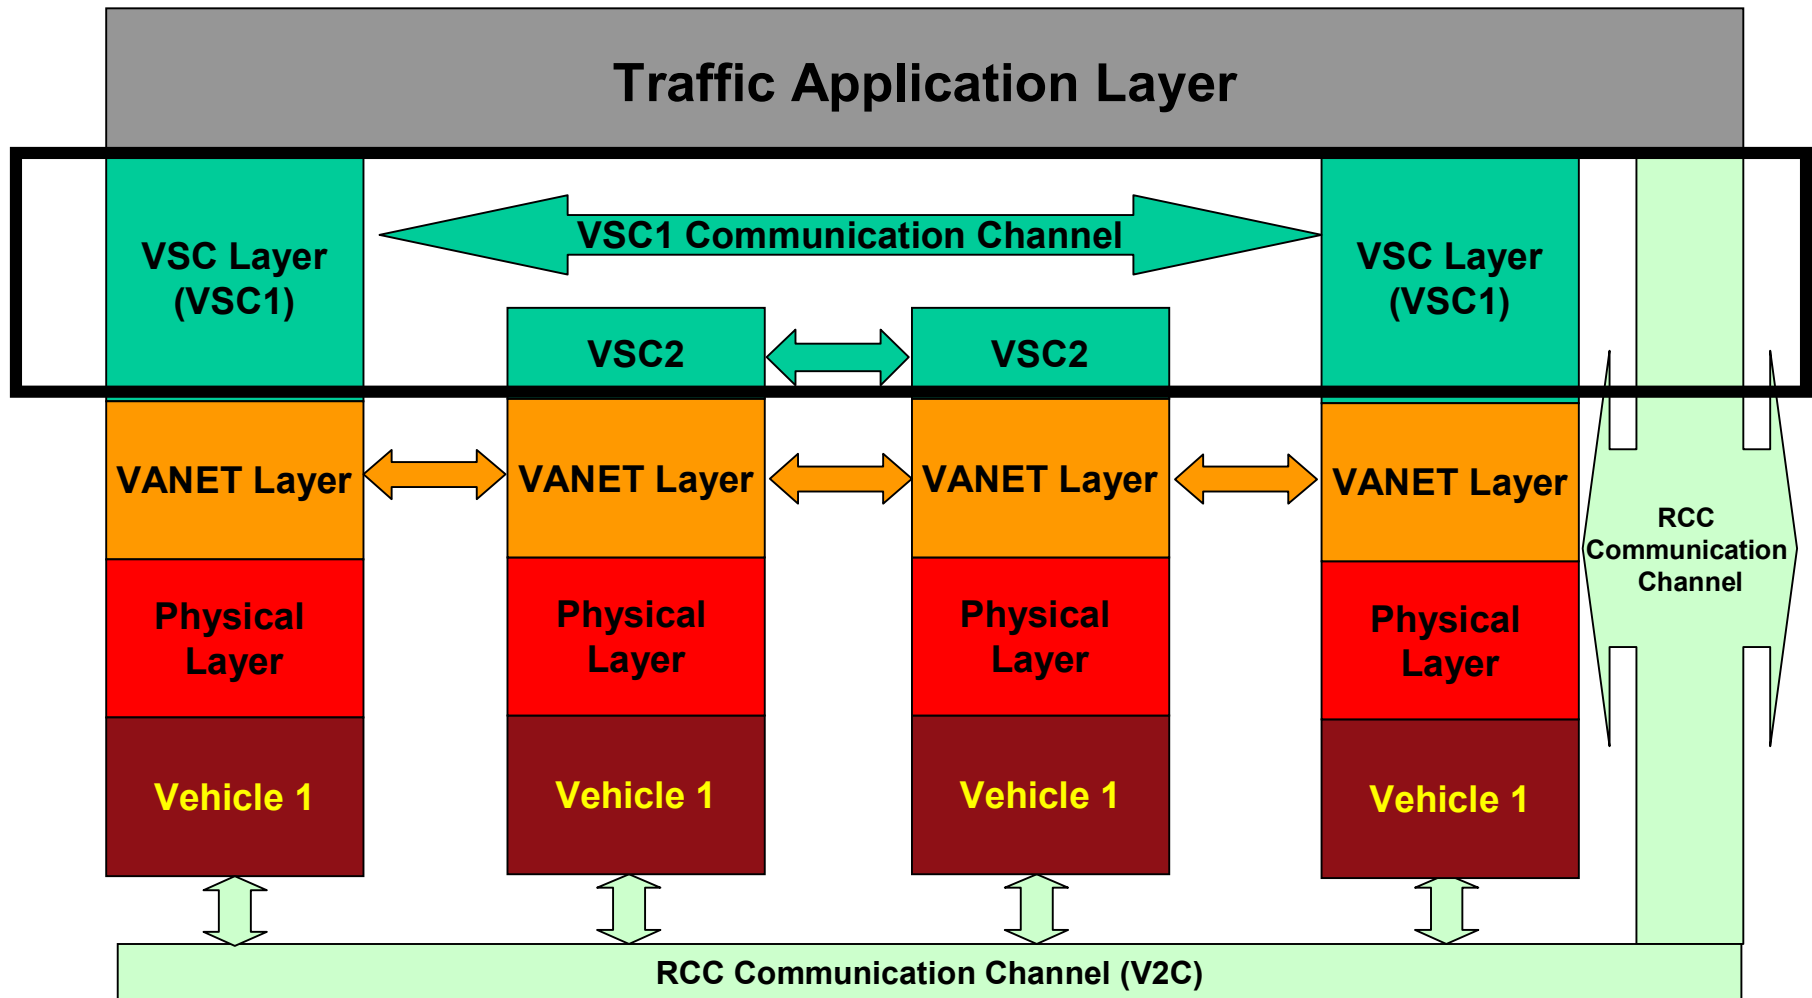 Traffic Application Layer
VSC Layer
(VSC1)
VSC1 Communication Channel
VSC Layer
(VSC1)
VSC2
VSC2
VANET Layer
VANET Layer
VANET Layer
VANET Layer
RCC
Communication
Channel
Physical
Layer
Physical
Layer
Physical
Layer
Physical
Layer
Vehicle 1
Vehicle 1
Vehicle 1
Vehicle 1
RCC Communication Channel (V2C)